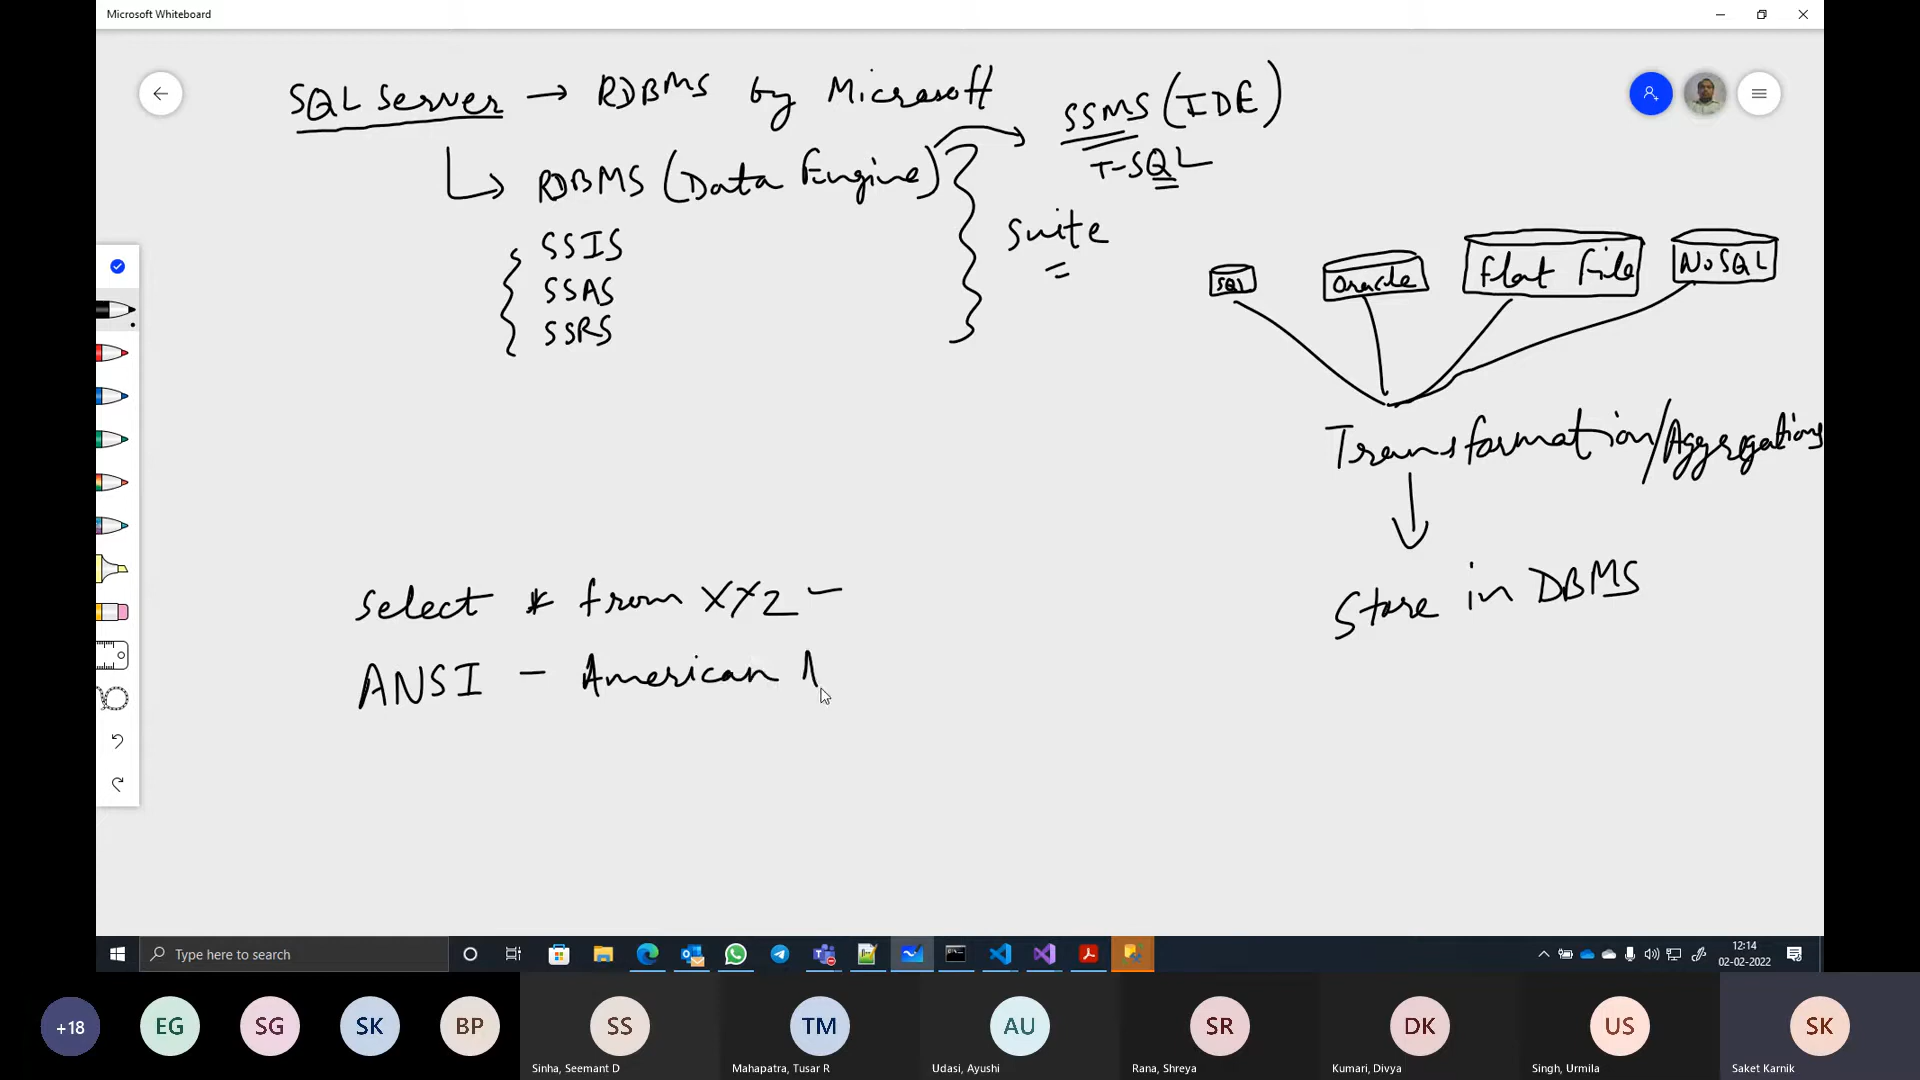 Microsoft Whiteboard
SQL Server → RDBMS by Microsoft
SSMS (IDE)
T-SQL
RDBMS (Data Engine)
SSIS
SSAS
SSRS
Suite
SQL
Oracle
Flat File
NoSQL
Transformation/Aggregations
Store in DBMS
Select * from XYZ -
ANSI - American
Type here to search
12:14
02-02-2022
+18
EG
SG
SK
BP
SS
TM
AU
SR
DK
US
SK
Sinha, Seemant D
Mahapatra, Tusar R
Udasi, Ayushi
Rana, Shreya
Kumari, Divya
Singh, Urmila
Saket Karnik